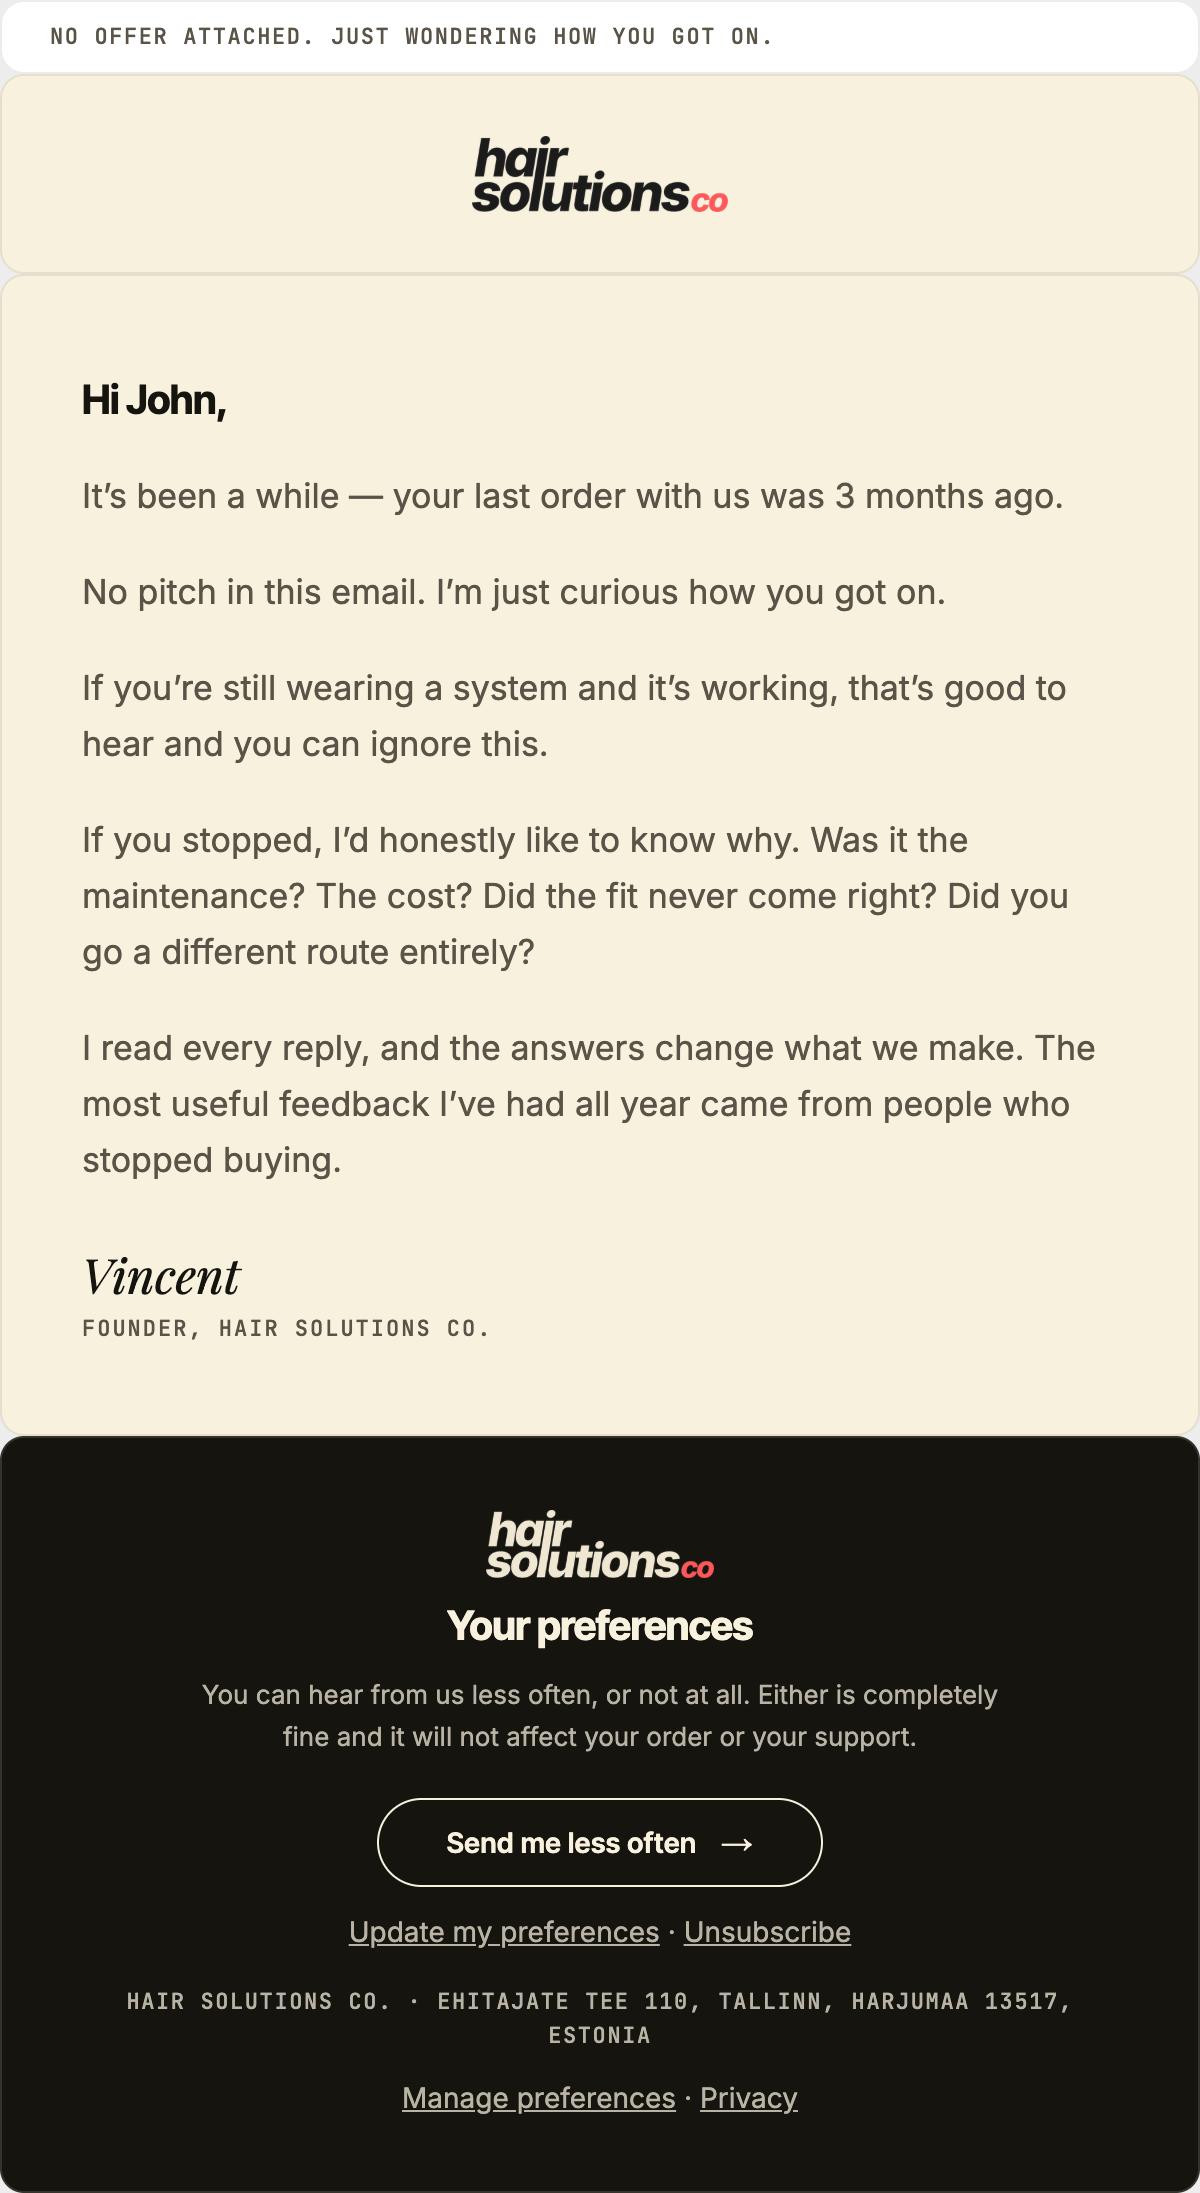 NO OFFER ATTACHED. JUST WONDERING HOW YOU GOT ON.
hair
solutions co
Hi John,
It’s been a while — your last order with us was 3 months ago.
No pitch in this email. I’m just curious how you got on.
If you’re still wearing a system and it’s working, that’s good to
hear and you can ignore this.
If you stopped, I’d honestly like to know why. Was it the
maintenance? The cost? Did the fit never come right? Did you
go a different route entirely?
I read every reply, and the answers change what we make. The
most useful feedback I’ve had all year came from people who
stopped buying.
Vincent
FOUNDER, HAIR SOLUTIONS CO.
hair
solutions co
Your preferences
You can hear from us less often, or not at all. Either is completely
fine and it will not affect your order or your support.
Send me less often →
Update my preferences · Unsubscribe
HAIR SOLUTIONS CO. · EHITAJATE TEE 110, TALLINN, HARJUMAA 13517,
ESTONIA
Manage preferences · Privacy